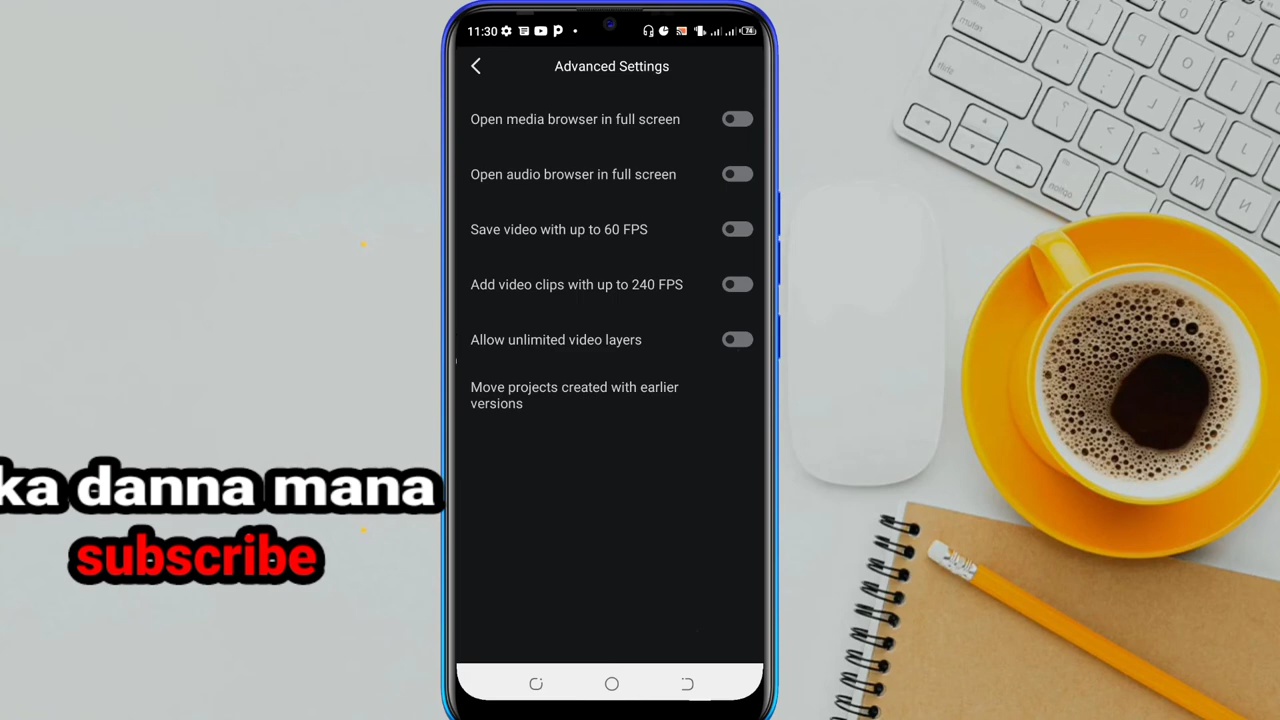 11:30
Advanced Settings
Open media browser in full screen
Open audio browser in full screen
Save video with up to 60 FPS
Add video clips with up to 240 FPS
Allow unlimited video layers
Move projects created with earlier
versions
ka danna mana
subscribe